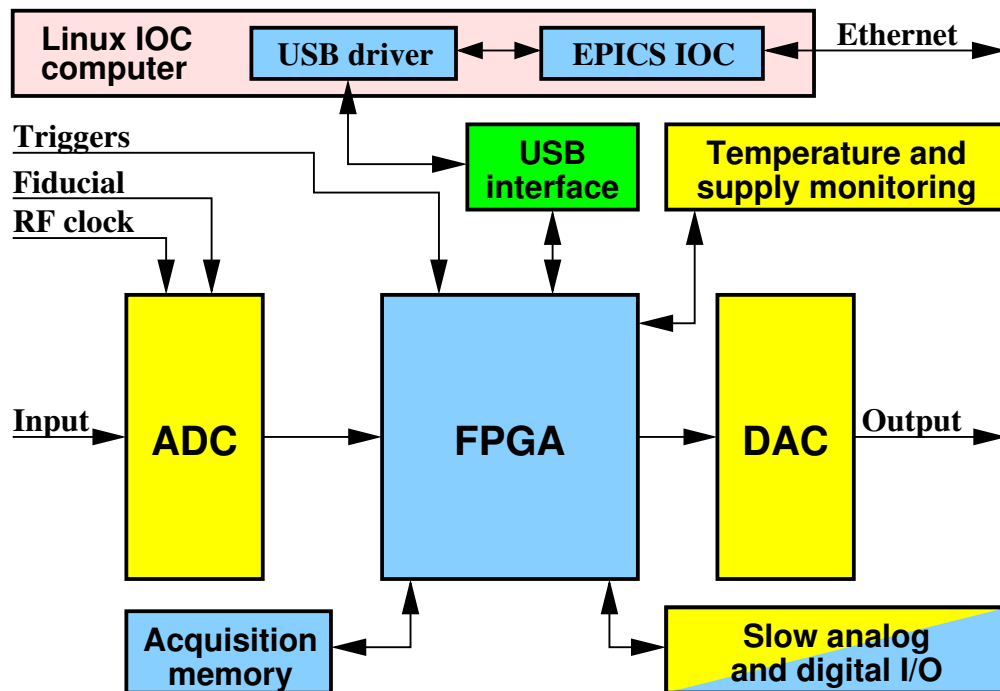 Linux IOC
computer
USB driver
EPICS IOC
Ethernet
Triggers
Fiducial
RF clock
USB
interface
Temperature and
supply monitoring
Input
ADC
FPGA
DAC
Output
Acquisition
memory
Slow analog
and digital I/O